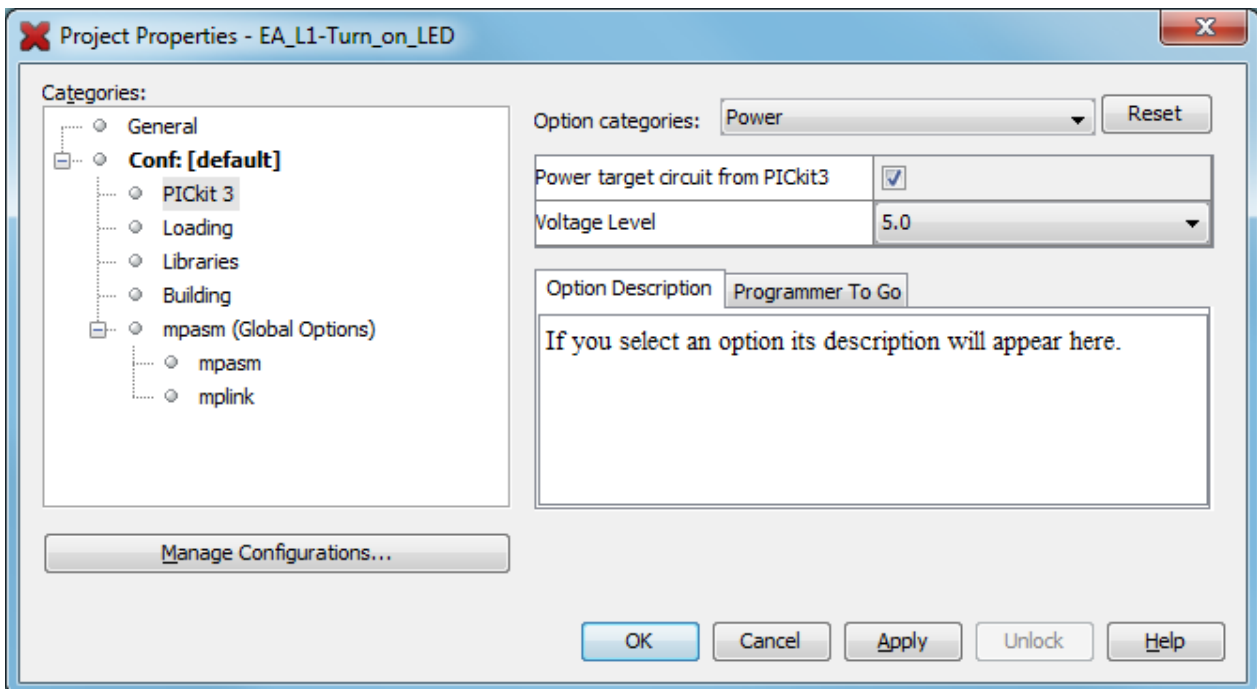 Project Properties - EA_L1-Turn_on_LED
x
Categories:
General
Conf: [default]
PICkit 3
Loading
Libraries
Building
mpasm (Global Options)
mpasm
mplink
Manage Configurations...
Option categories: Power Reset
Power target circuit from PICkit3
Voltage Level 5.0
Option Description Programmer To Go
If you select an option its description will appear here.
OK Cancel Apply Unlock Help